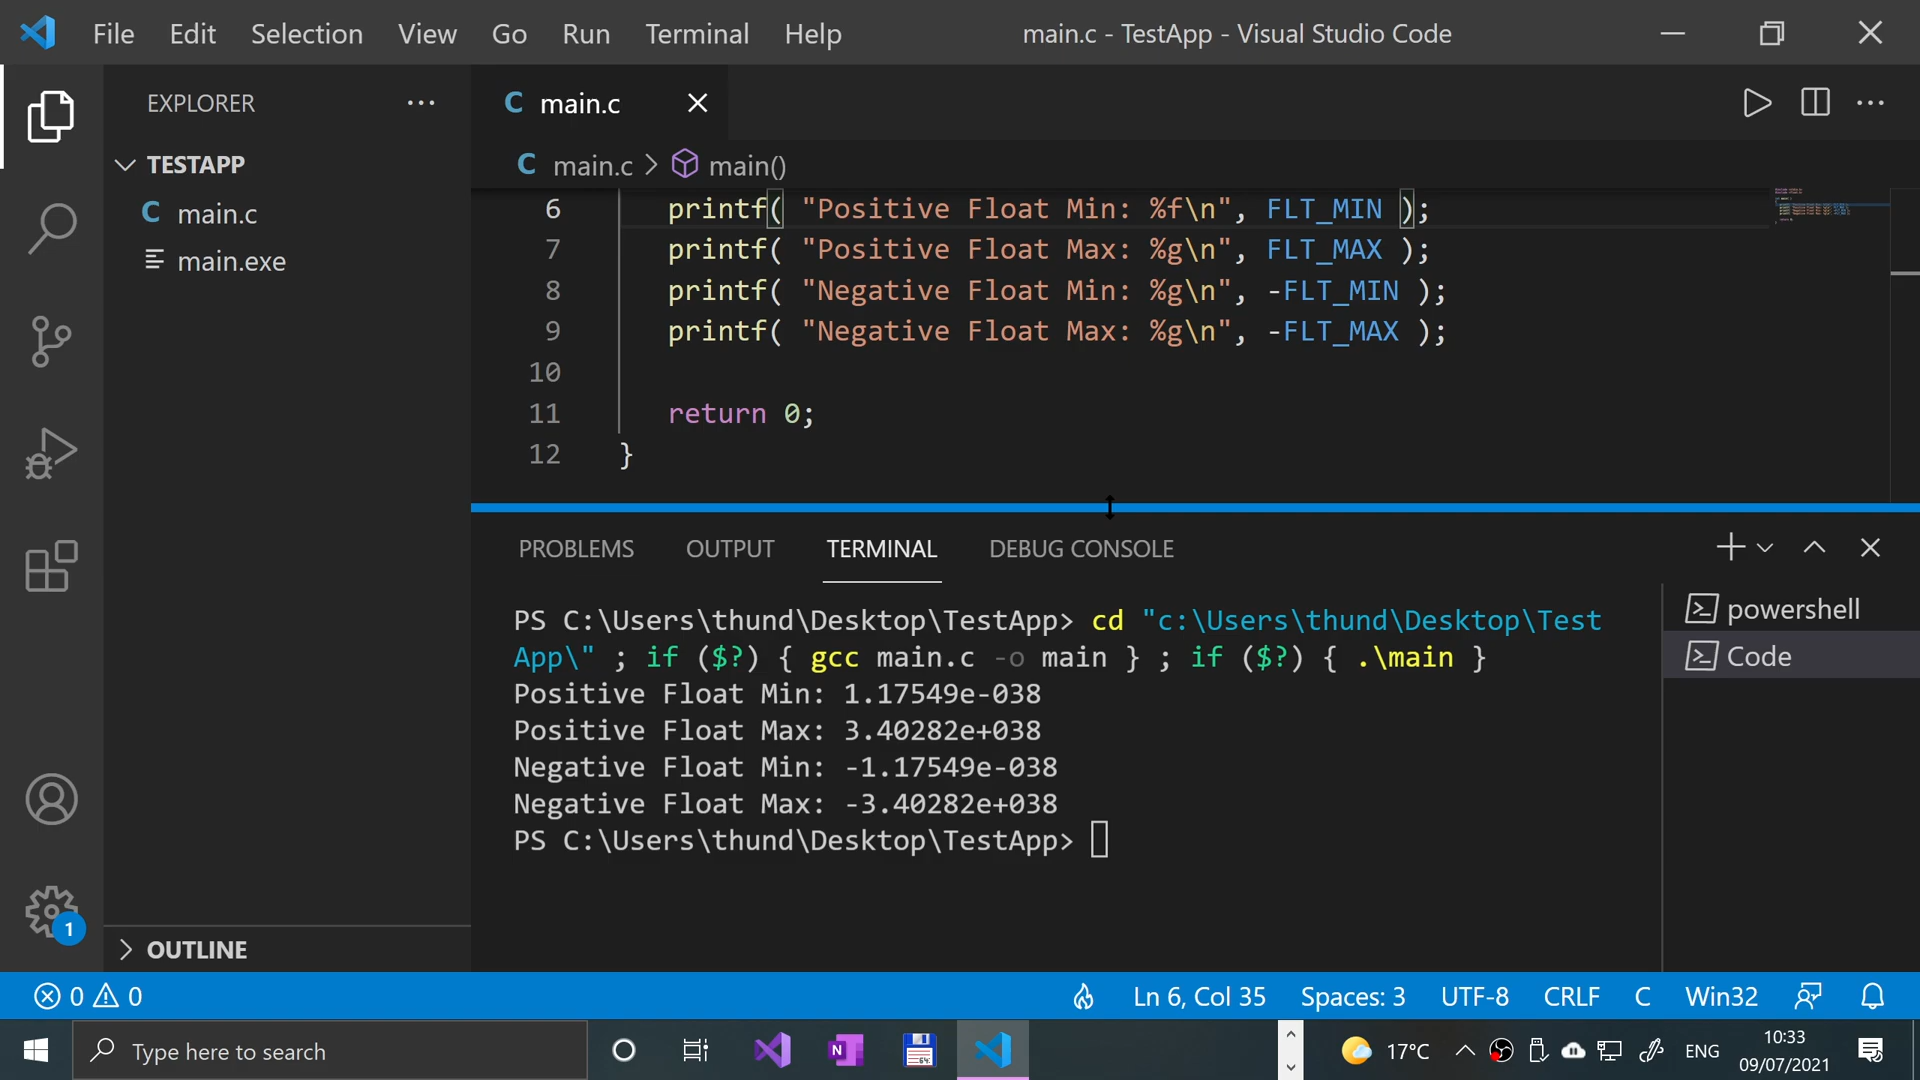 File Edit Selection View Go Run Terminal Help main.c - TestApp - Visual Studio Code
EXPLORER
TESTAPP
C main.c
main.exe
OUTLINE
C main.c
C main.c > main()
6 printf( "Positive Float Min: %f\n", FLT_MIN );
7 printf( "Positive Float Max: %g\n", FLT_MAX );
8 printf( "Negative Float Min: %g\n", -FLT_MIN );
9 printf( "Negative Float Max: %g\n", -FLT_MAX );
10
11 return 0;
12 }
PROBLEMS OUTPUT TERMINAL DEBUG CONSOLE
PS C:\Users\thund\Desktop\TestApp> cd "c:\Users\thund\Desktop\Test
App\" ; if ($?) { gcc main.c -o main } ; if ($?) { .\main }
Positive Float Min: 1.17549e-038
Positive Float Max: 3.40282e+038
Negative Float Min: -1.17549e-038
Negative Float Max: -3.40282e+038
PS C:\Users\thund\Desktop\TestApp>
powershell
Code
1
0 0 Ln 6, Col 35 Spaces: 3 UTF-8 CRLF C Win32
Type here to search N 64 17°C ENG 10:33
09/07/2021